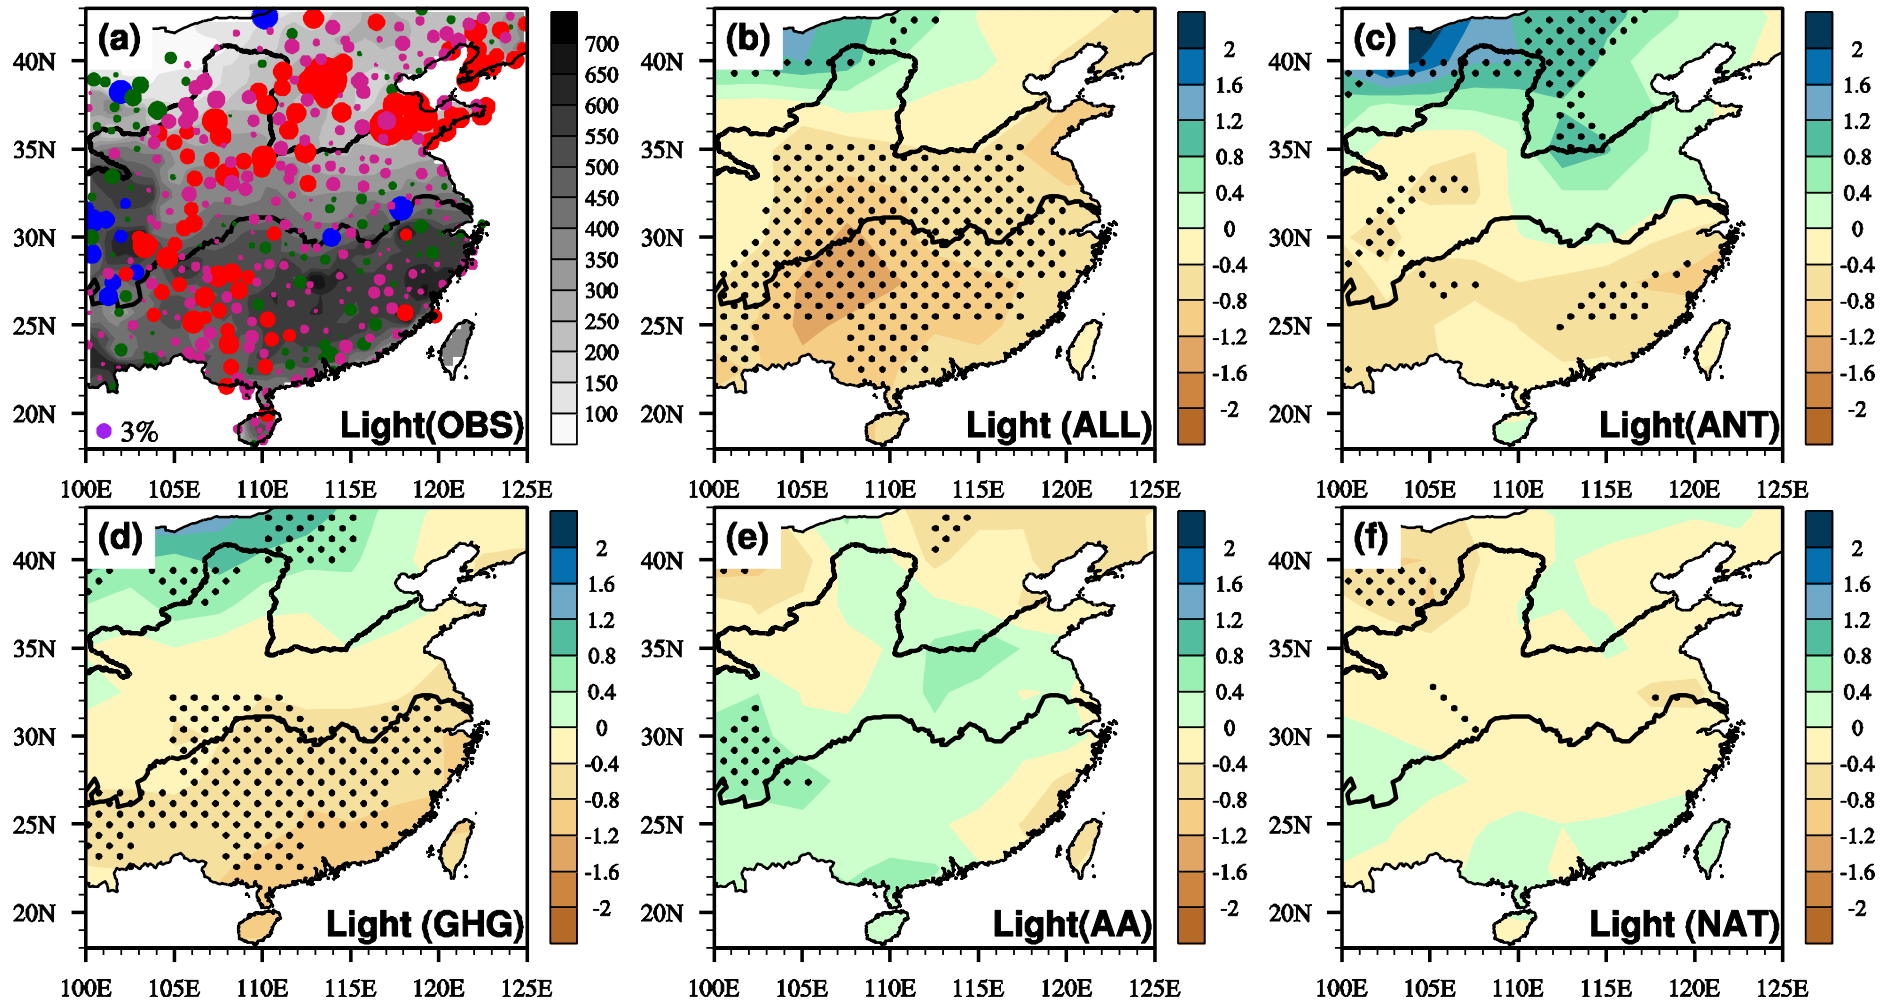 (a)
40N
35N
30N
25N
20N
3%
Light(OBS)
100E 105E 110E 115E 120E 125E
700
650
600
550
500
450
400
350
300
250
200
150
100
(b)
40N
35N
30N
25N
20N
Light (ALL)
100E 105E 110E 115E 120E 125E
2
1.6
1.2
0.8
0.4
0
-0.4
-0.8
-1.2
-1.6
-2
(c)
40N
35N
30N
25N
20N
Light(ANT)
100E 105E 110E 115E 120E 125E
2
1.6
1.2
0.8
0.4
0
-0.4
-0.8
-1.2
-1.6
-2
(d)
40N
35N
30N
25N
20N
Light (GHG)
100E 105E 110E 115E 120E 125E
2
1.6
1.2
0.8
0.4
0
-0.4
-0.8
-1.2
-1.6
-2
(e)
40N
35N
30N
25N
20N
Light(AA)
100E 105E 110E 115E 120E 125E
2
1.6
1.2
0.8
0.4
0
-0.4
-0.8
-1.2
-1.6
-2
(f)
40N
35N
30N
25N
20N
Light (NAT)
100E 105E 110E 115E 120E 125E
2
1.6
1.2
0.8
0.4
0
-0.4
-0.8
-1.2
-1.6
-2